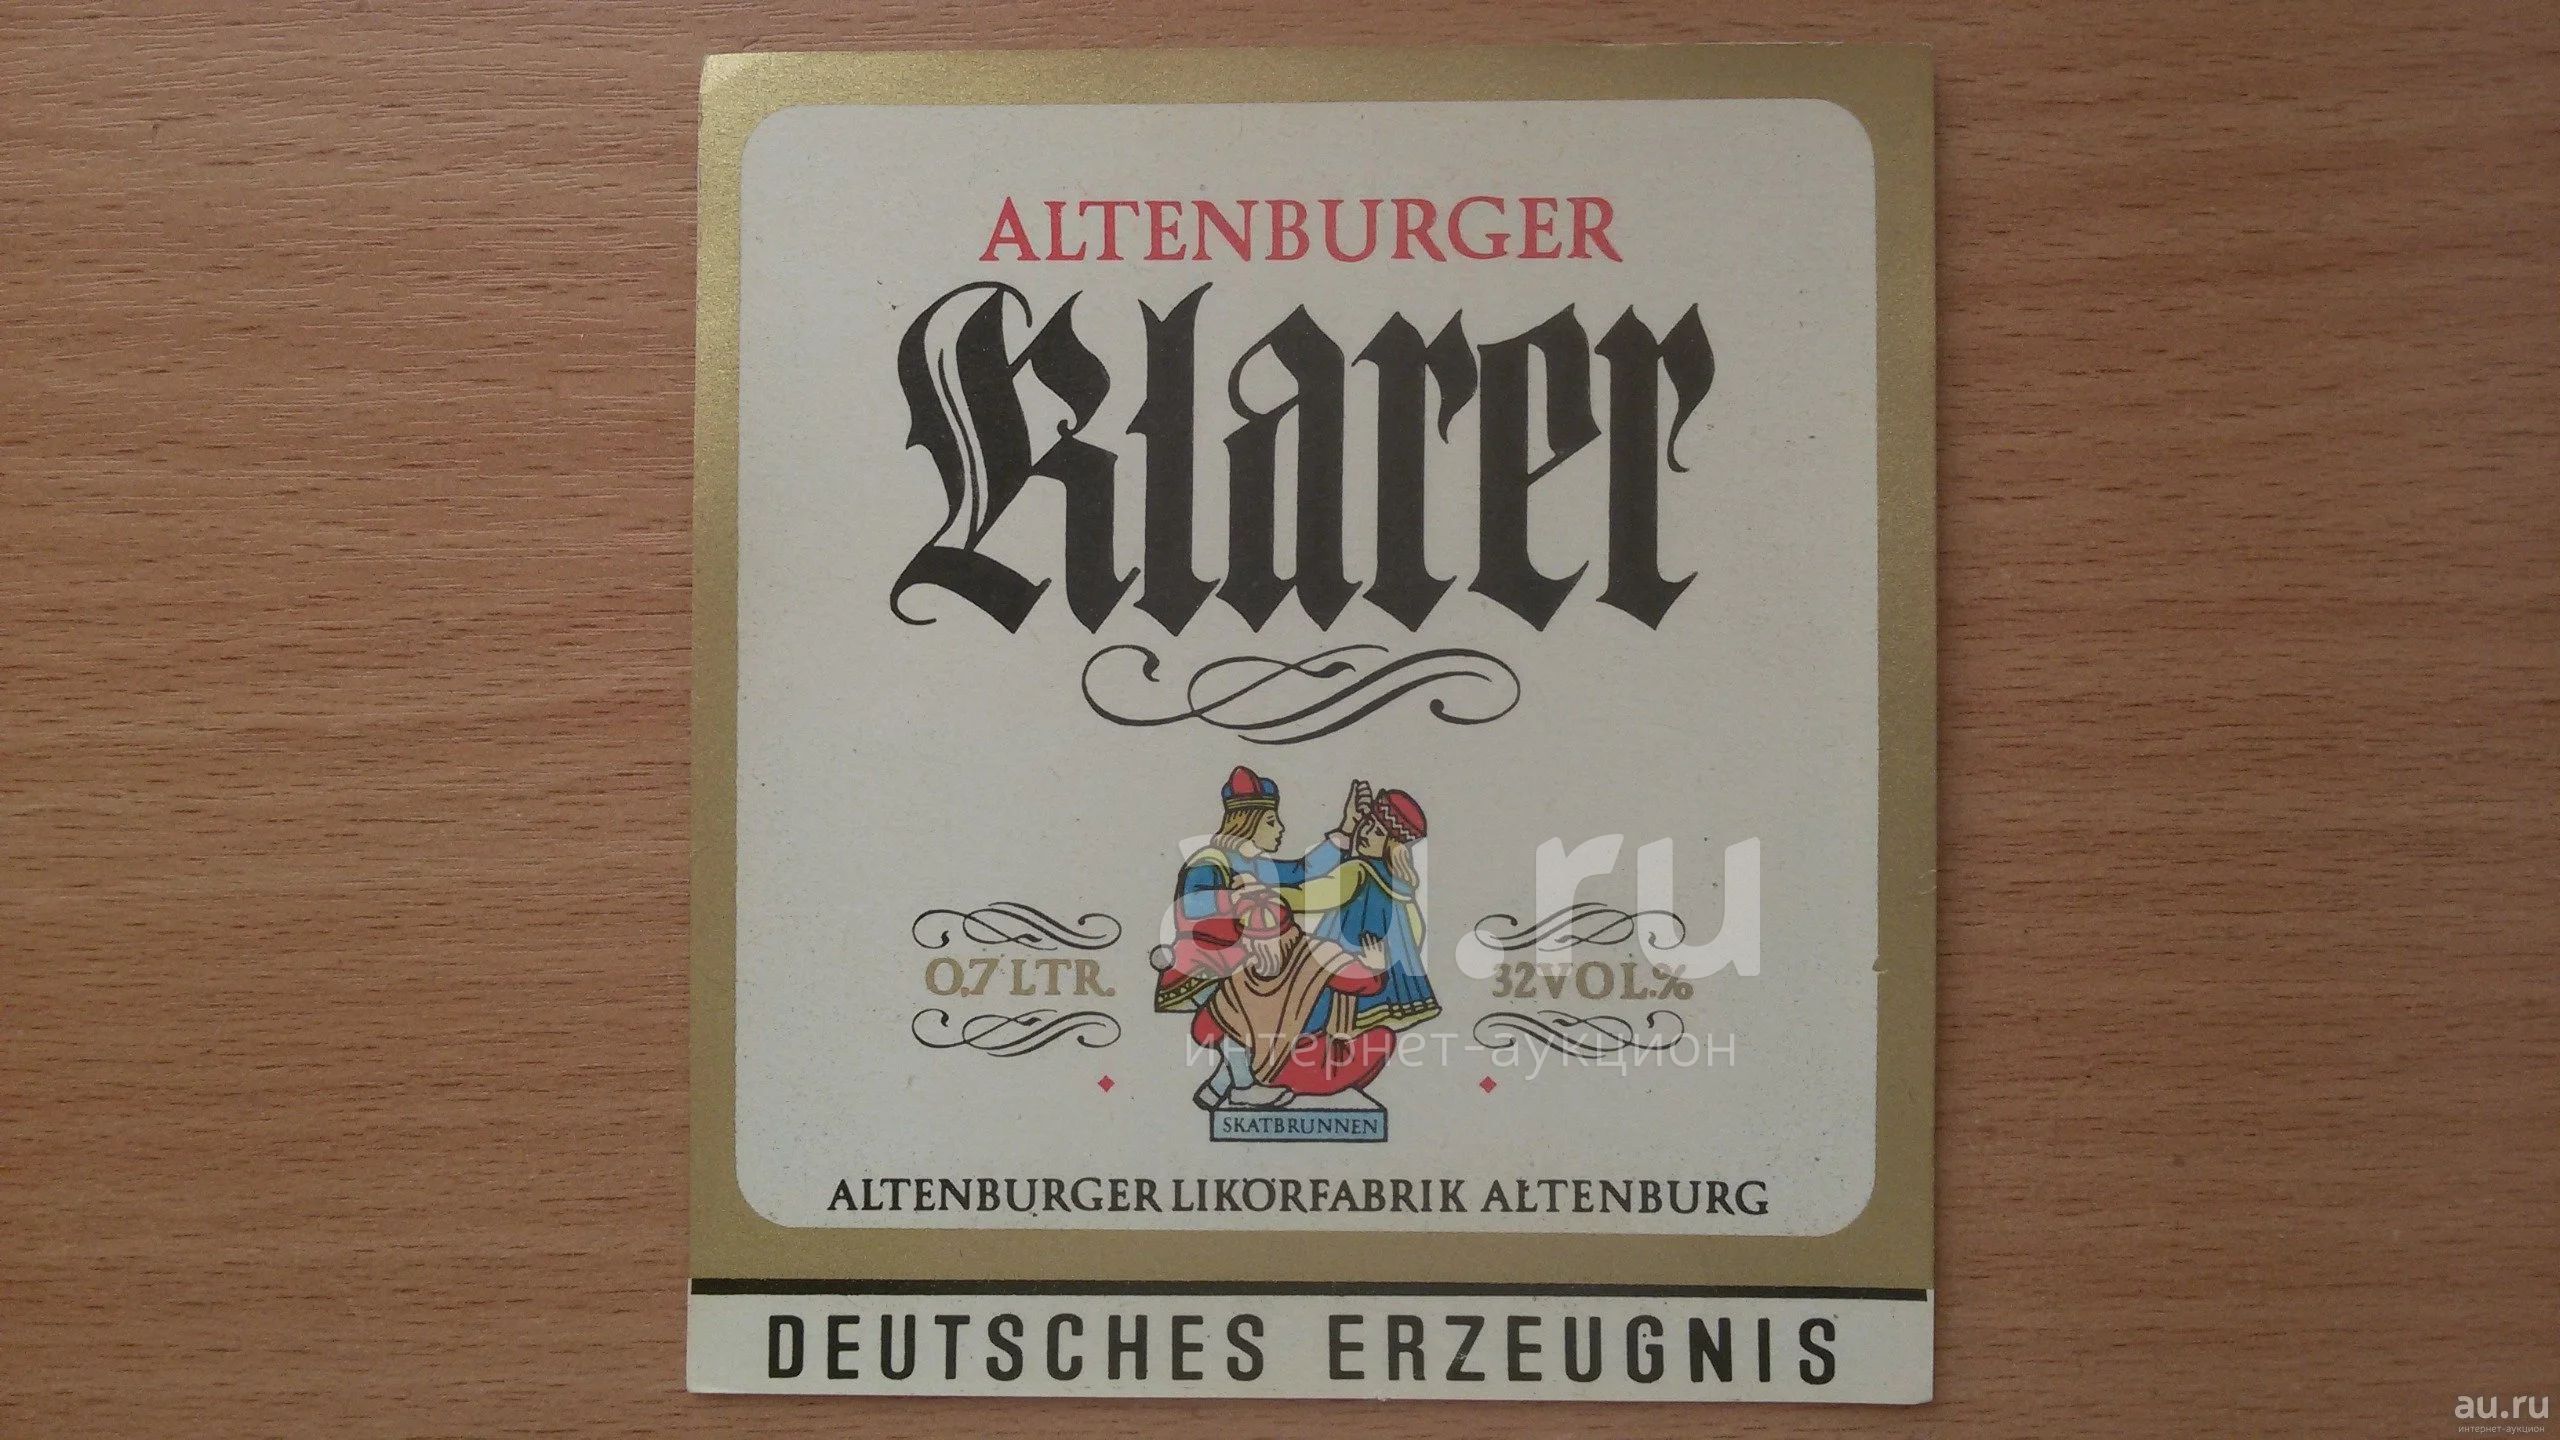 ALTENBURGER
Klarer
0,7 LTR.
32 VOL.%
SKATBRUNNEN
ALTENBURGER LIKÖRFABRIK ALTENBURG
DEUTSCHES ERZEUGNIS
au.ru
интернет-аукцион
au.ru
интернет-аукцион